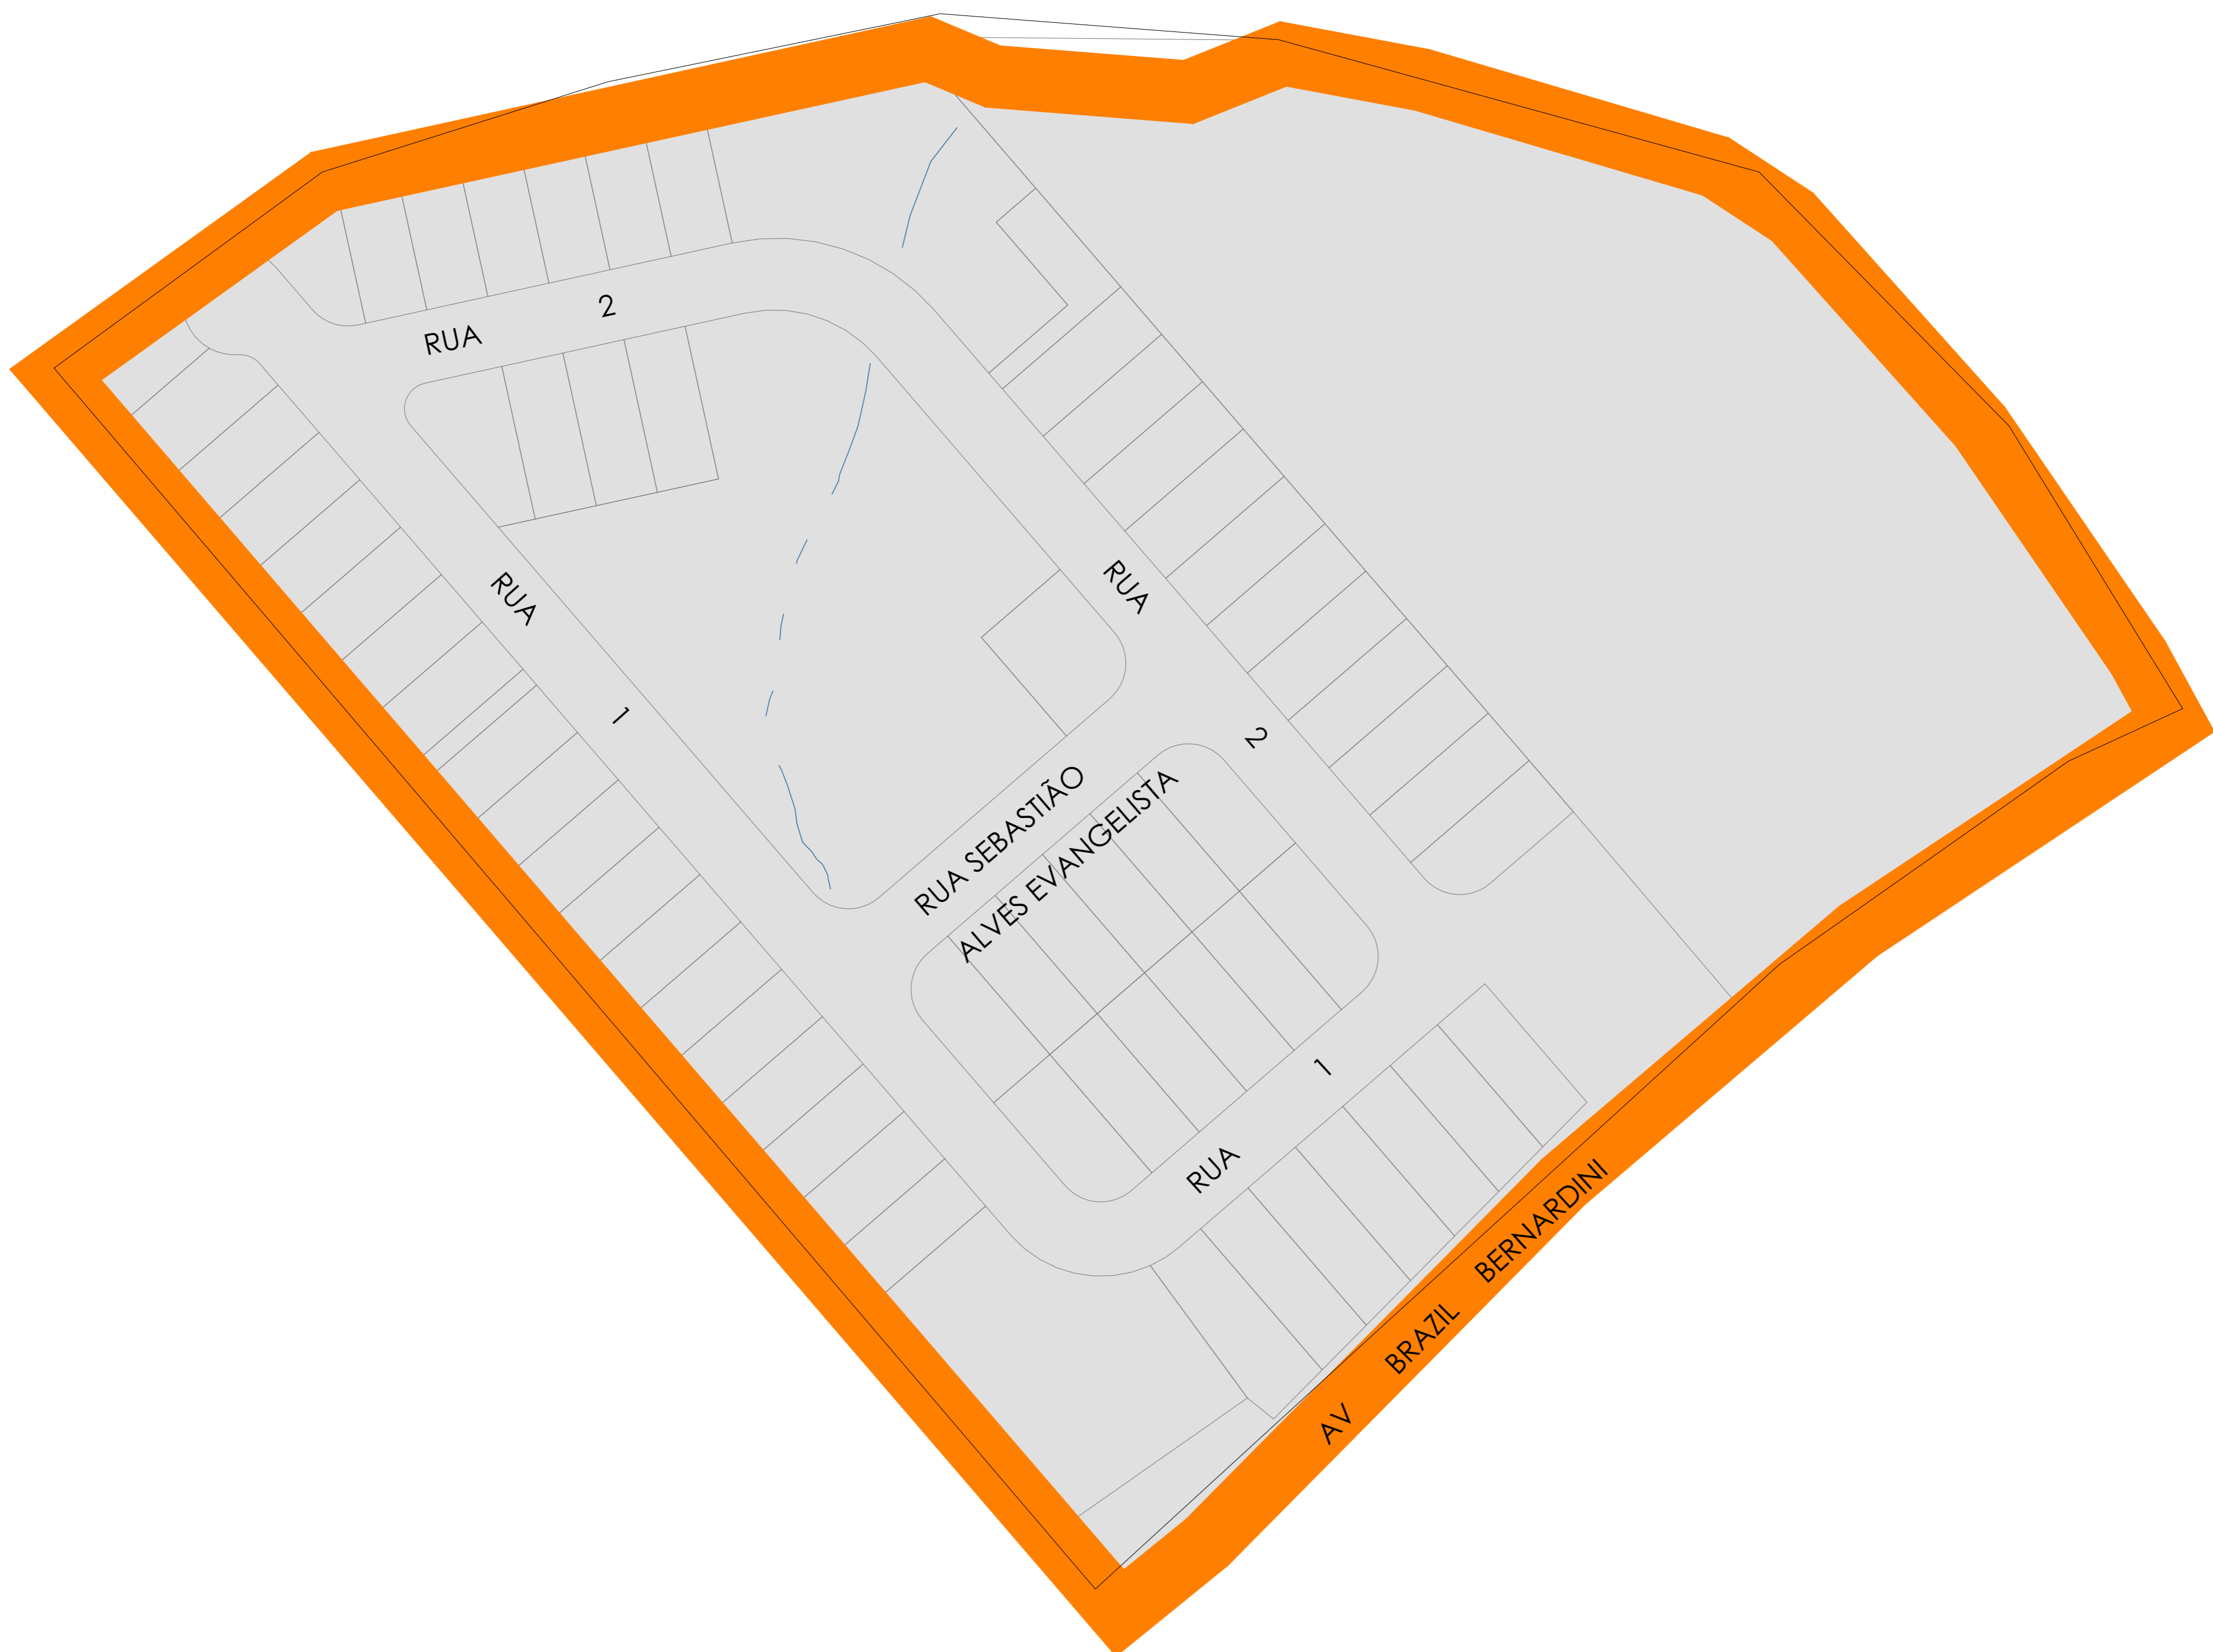 RUA 2
RUA 1
RUA 2
RUA SEBASTIÃO
ALVES EVANGELISTA
RUA 1
AV BRAZIL BERNARDINI